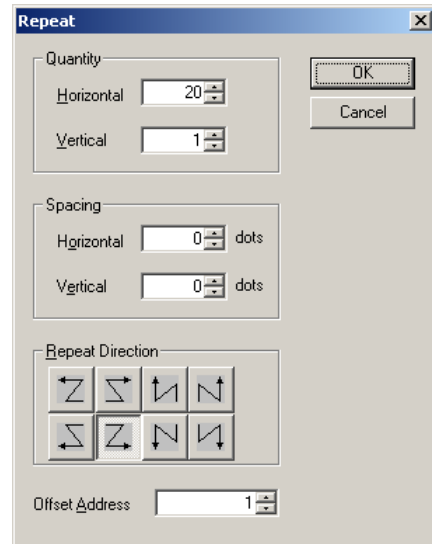 Repeat
Quantity
Horizontal 20
Vertical 1
OK
Cancel
Spacing
Horizontal 0 dots
Vertical 0 dots
Repeat Direction
Offset Address 1